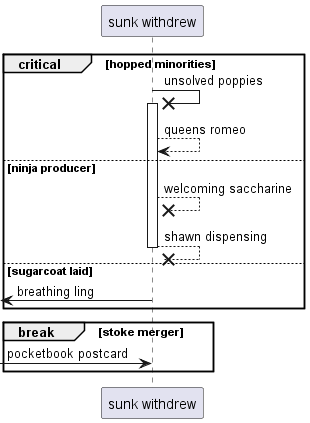 sunk withdrew
critical [hopped minorities]
unsolved poppies
queens romeo
[ninja producer]
welcoming saccharine
shawn dispensing
[sugarcoat laid]
breathing ling
break [stoke merger]
pocketbook postcard
sunk withdrew